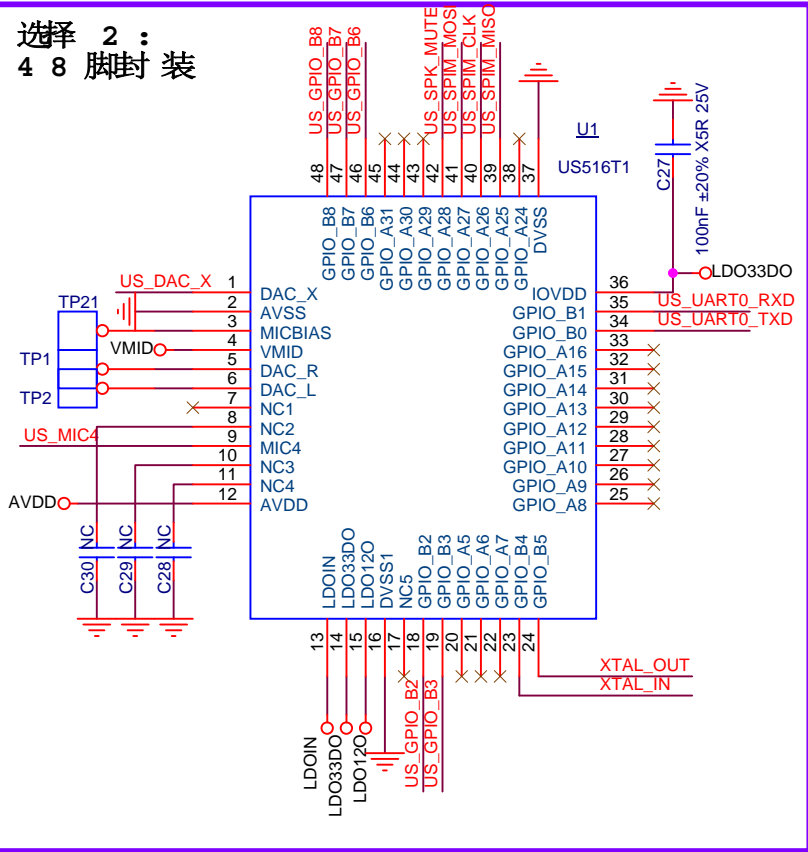 选择 2：
4 8 脚封 装
US_GPIO_B8
US_GPIO_B7
US_GPIO_B6
US_SPK_MUTE
US_SPIM_MOSI
US_SPIM_CLK
US_SPIM_MISO
U1
US516T1
C27
100nF ±20% X5R 25V
LDO33DO
48
47
46
45
44
43
42
41
40
39
38
37
GPIO_B8
GPIO_B7
GPIO_B6
GPIO_A31
GPIO_A30
GPIO_A29
GPIO_A28
GPIO_A27
GPIO_A26
GPIO_A25
GPIO_A24
DVSS
US_DAC_X 1 DAC_X
2 AVSS
TP21 3 MICBIAS
VMID 4 VMID
TP1 5 DAC_R
TP2 6 DAC_L
7 NC1
8 NC2
US_MIC4 9 MIC4
10 NC3
11 NC4
AVDD 12 AVDD
IOVDD 36
GPIO_B1 35 US_UART0_RXD
GPIO_B0 34 US_UART0_TXD
GPIO_A16 33
GPIO_A15 32
GPIO_A14 31
GPIO_A13 30
GPIO_A12 29
GPIO_A11 28
GPIO_A10 27
GPIO_A9 26
GPIO_A8 25
C30 NC
C29 NC
C28 NC
LDOIN
LDO33DO
LDO12O
DVSS1
NC5
GPIO_B2
GPIO_B3
GPIO_A5
GPIO_A6
GPIO_A7
GPIO_B4
GPIO_B5
13
14
15
16
17
18
19
20
21
22
23
24
XTAL_OUT
XTAL_IN
LDOIN
LDO33DO
LDO12O
US_GPIO_B2
US_GPIO_B3